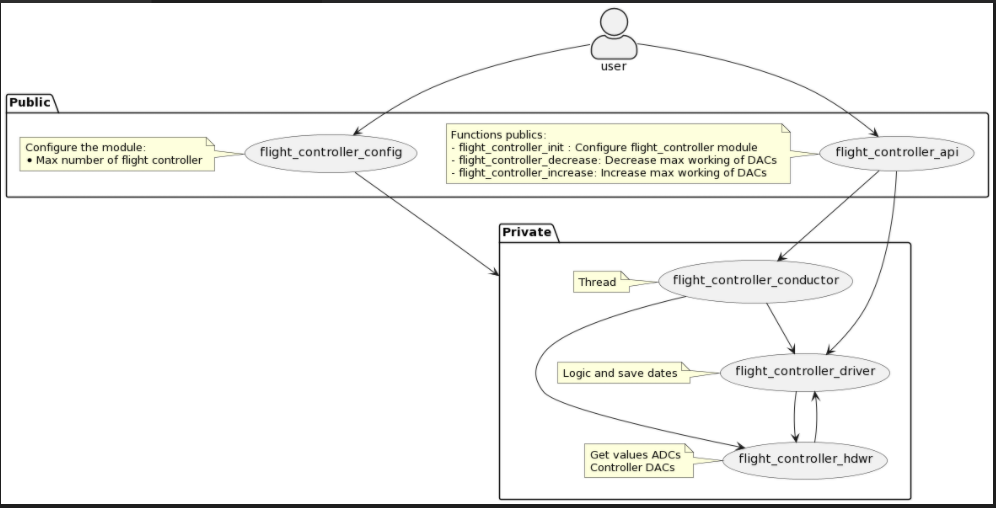 user
Public
Configure the module:
• Max number of flight controller
flight_controller_config
Functions publics:
- flight_controller_init : Configure flight_controller module
- flight_controller_decrease: Decrease max working of DACs
- flight_controller_increase: Increase max working of DACs
flight_controller_api
Private
Thread
flight_controller_conductor
Logic and save dates
flight_controller_driver
Get values ADCs
Controller DACs
flight_controller_hdwr